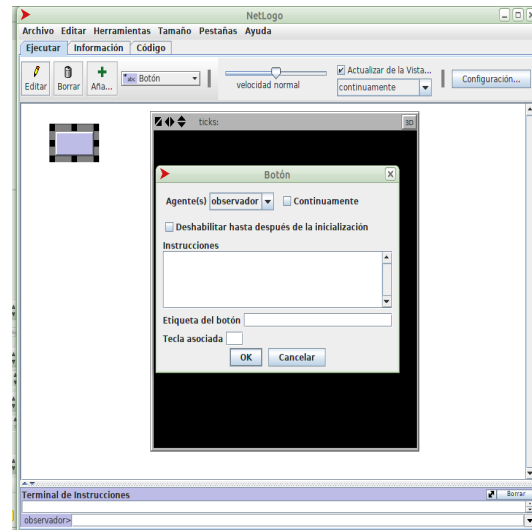 NetLogo
Archivo Editar Herramientas Tamaño Pestañas Ayuda
Ejecutar Información Código
Editar Borrar Aña... abc Botón velocidad normal Actualizar de la Vista...
continuamente
Configuración...
ticks: 3D
Botón
Agente(s) observador Continuamente
Deshabilitar hasta después de la inicialización
Instrucciones
Etiqueta del botón
Tecla asociada
OK Cancelar
Terminal de Instrucciones Borrar
observador>